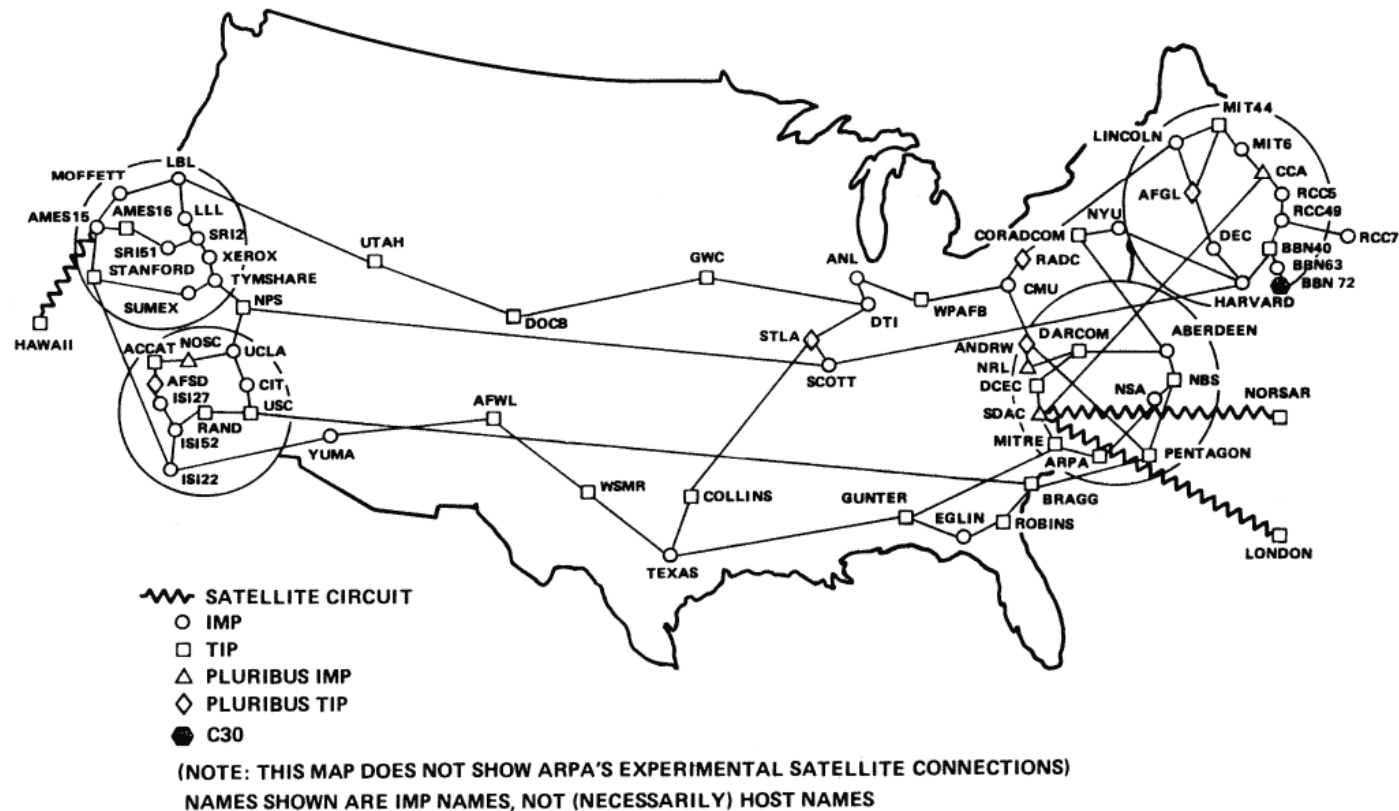 MIT44
LINCOLN
MIT6
LBL
MOFFETT
CCA
AFGL
RCC5
AMES16
LLL
NYU
RCC49
AMES15
SRI2
CORADCOM
DEC
RCC7
UTAH
SRI51
XEROX
GWC
ANL
RADC
BBN40
STANFORD
TYMSHARE
BBN63
CMU
BBN 72
SUMEX
NPS
WPAFB
HARVARD
DOCB
DTI
HAWAII
DARCOM
ABERDEEN
STLA
ACCAT
NOSC
UCLA
ANDRW
SCOTT
NRL
AFSD
CIT
DCEC
NSA
NBS
NORSAR
ISI27
AFWL
USC
SDAC
RAND
ISI52
MITRE
YUMA
ARPA
PENTAGON
ISI22
WSMR
COLLINS
GUNTER
BRAGG
EGLIN
ROBINS
LONDON
TEXAS
SATELLITE CIRCUIT
IMP
TIP
PLURIBUS IMP
PLURIBUS TIP
C30
(NOTE: THIS MAP DOES NOT SHOW ARPA'S EXPERIMENTAL SATELLITE CONNECTIONS)
NAMES SHOWN ARE IMP NAMES, NOT (NECESSARILY) HOST NAMES